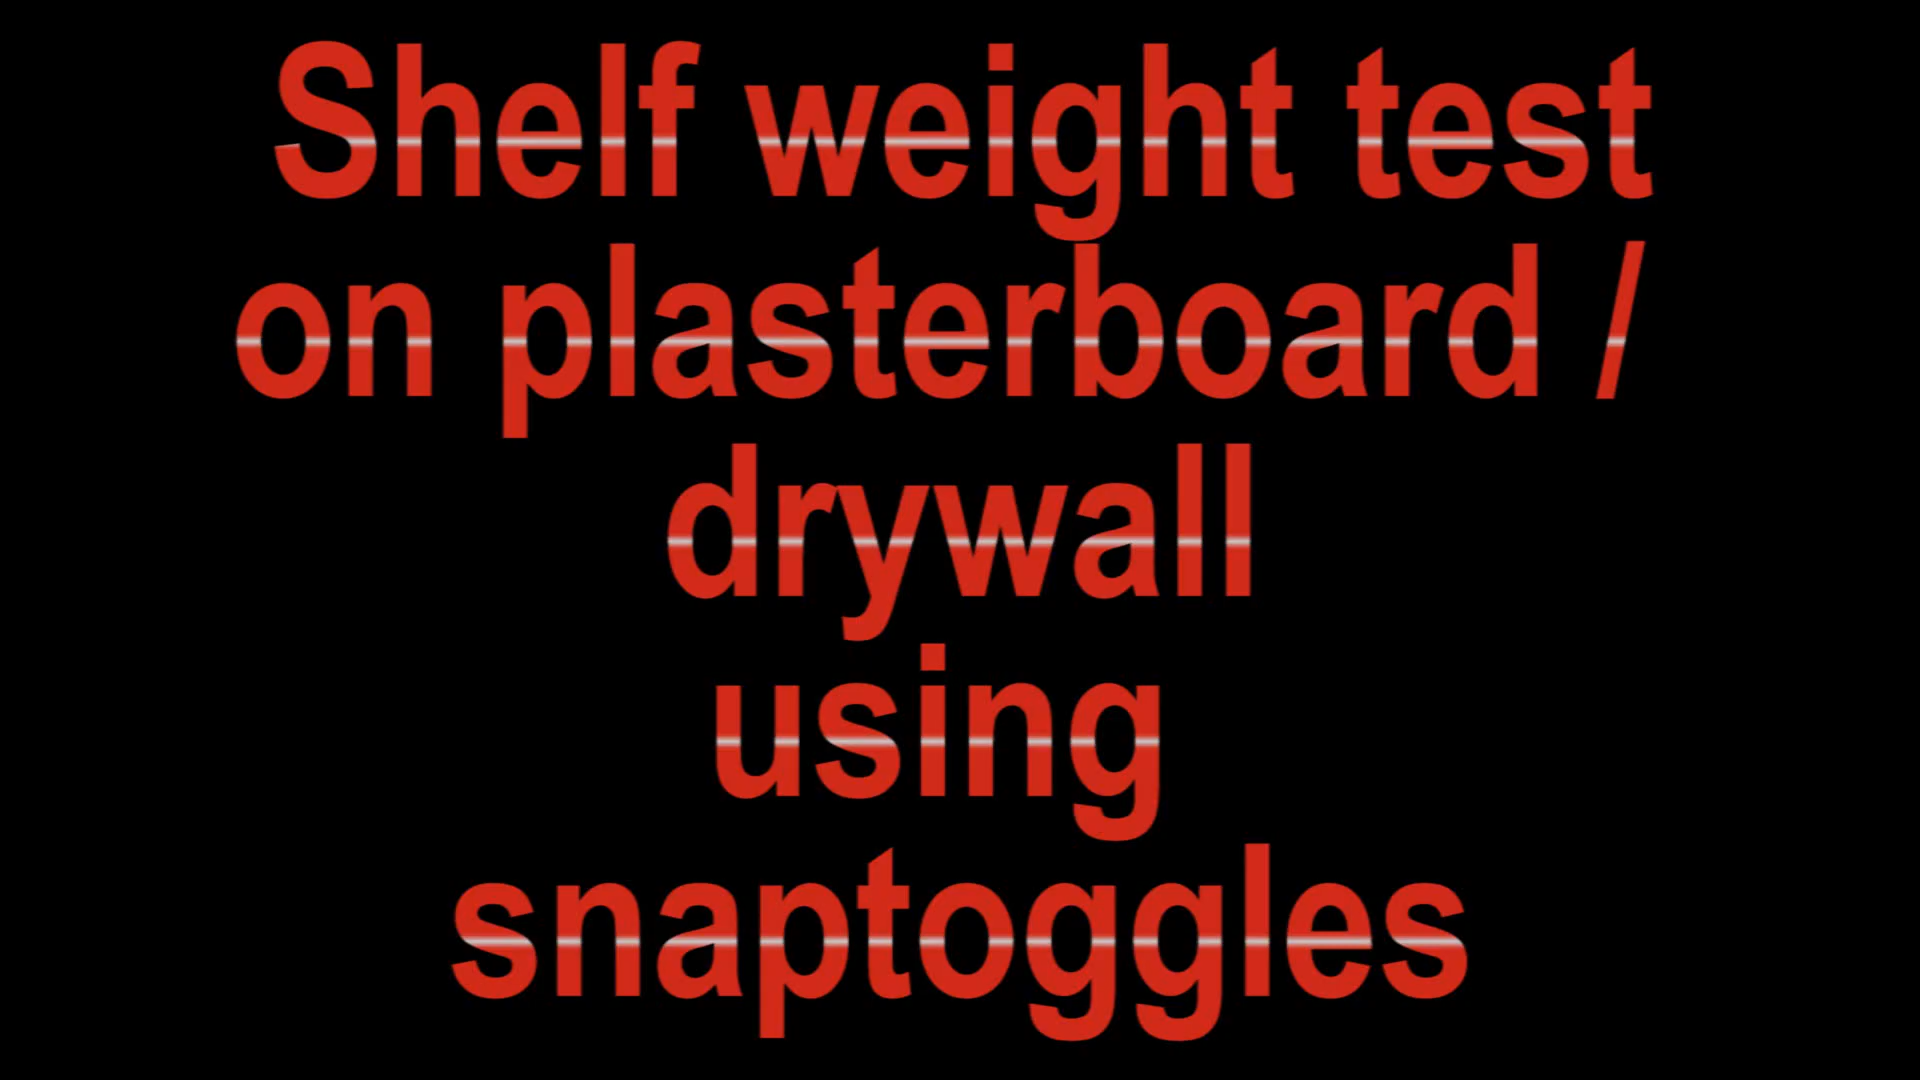 Shelf weight test
on plasterboard /
drywall
using
snaptoggles